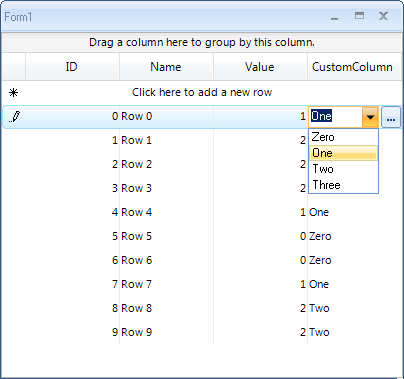 Form1
Drag a column here to group by this column.
ID Name Value CustomColumn
Click here to add a new row
0 Row 0 1 One ...
Zero
1 Row 1 2 One
Two
2 Row 2 2
3 Row 3 2 Three
4 Row 4 1 One
5 Row 5 0 Zero
6 Row 6 0 Zero
7 Row 7 1 One
8 Row 8 2 Two
9 Row 9 2 Two